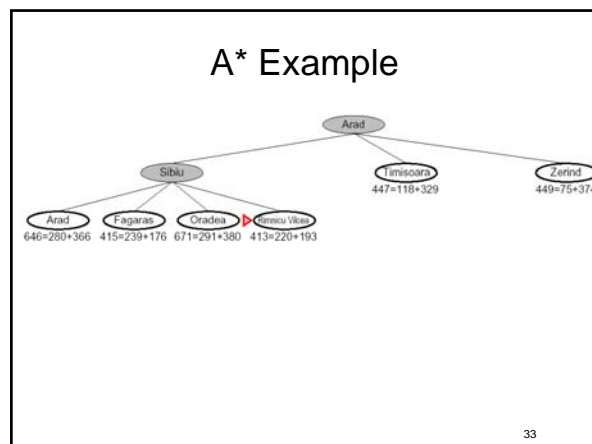 A* Example
Arad
Sibiu
Timisoara
Zerind
447=118+329
449=75+374
Arad
Fagaras
Oradea
Rimnicu Vilcea
646=280+366
415=239+176
671=291+380
413=220+193
33